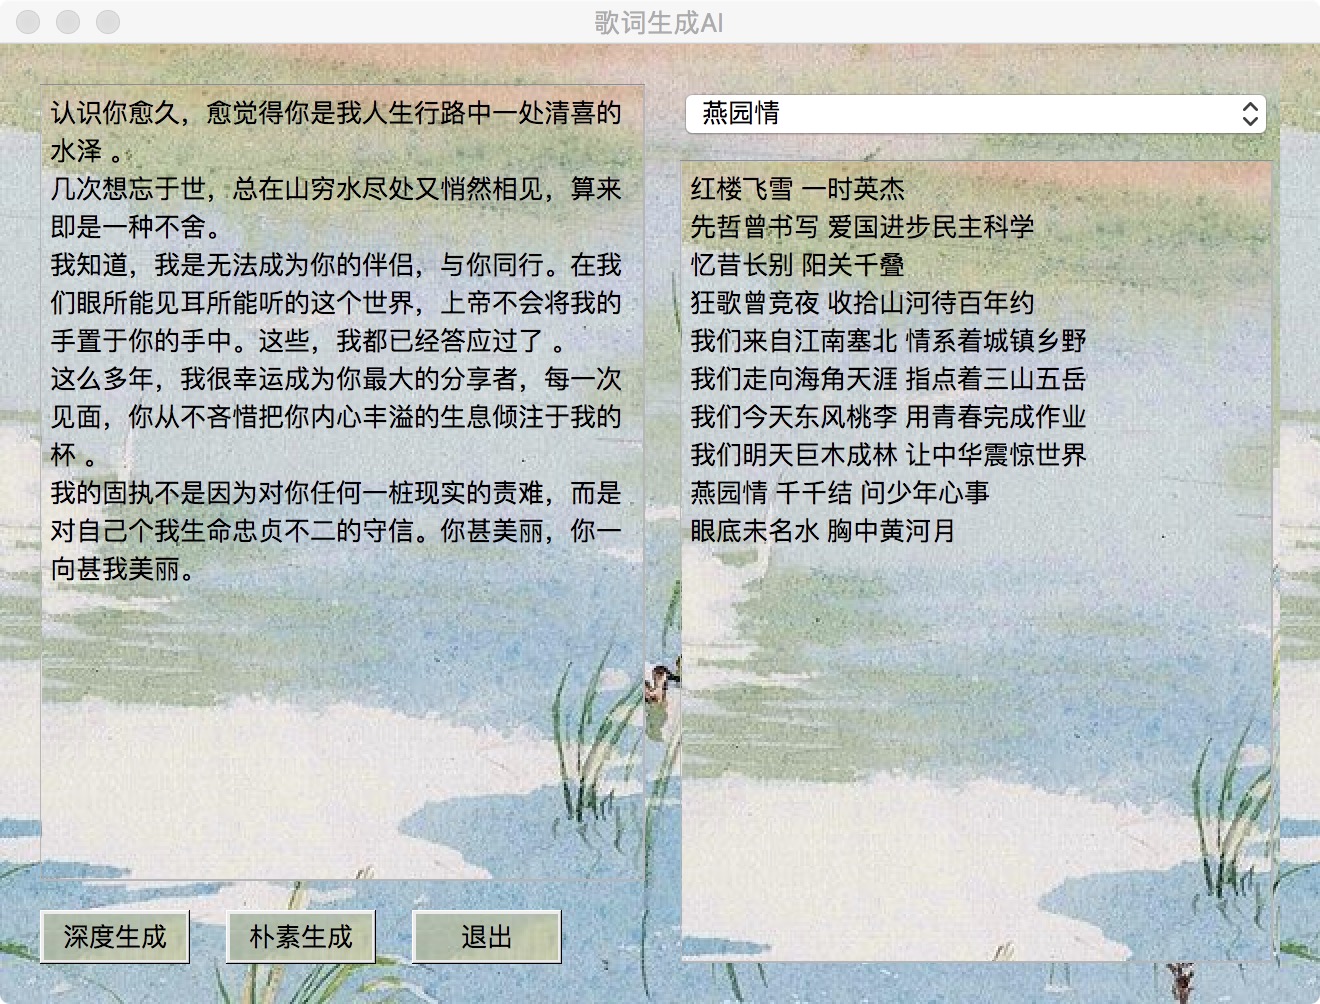 歌词生成AI
认识你愈久，愈觉得你是我人生行路中一处清喜的
水泽 。
几次想忘于世，总在山穷水尽处又悄然相见，算来
即是一种不舍。
我知道，我是无法成为你的伴侣，与你同行。在我
们眼所能见耳所能听的这个世界，上帝不会将我的
手置于你的手中。这些，我都已经答应过了 。
这么多年，我很幸运成为你最大的分享者，每一次
见面，你从不吝惜把你内心丰溢的生息倾注于我的
杯 。
我的固执不是因为对你任何一桩现实的责难，而是
对自己个我生命忠贞不二的守信。你甚美丽，你一
向甚我美丽。
燕园情
红楼飞雪 一时英杰
先哲曾书写 爱国进步民主科学
忆昔长别 阳关千叠
狂歌曾竞夜 收拾山河待百年约
我们来自江南塞北 情系着城镇乡野
我们走向海角天涯 指点着三山五岳
我们今天东风桃李 用青春完成作业
我们明天巨木成林 让中华震惊世界
燕园情 千千结 问少年心事
眼底未名水 胸中黄河月
深度生成
朴素生成
退出